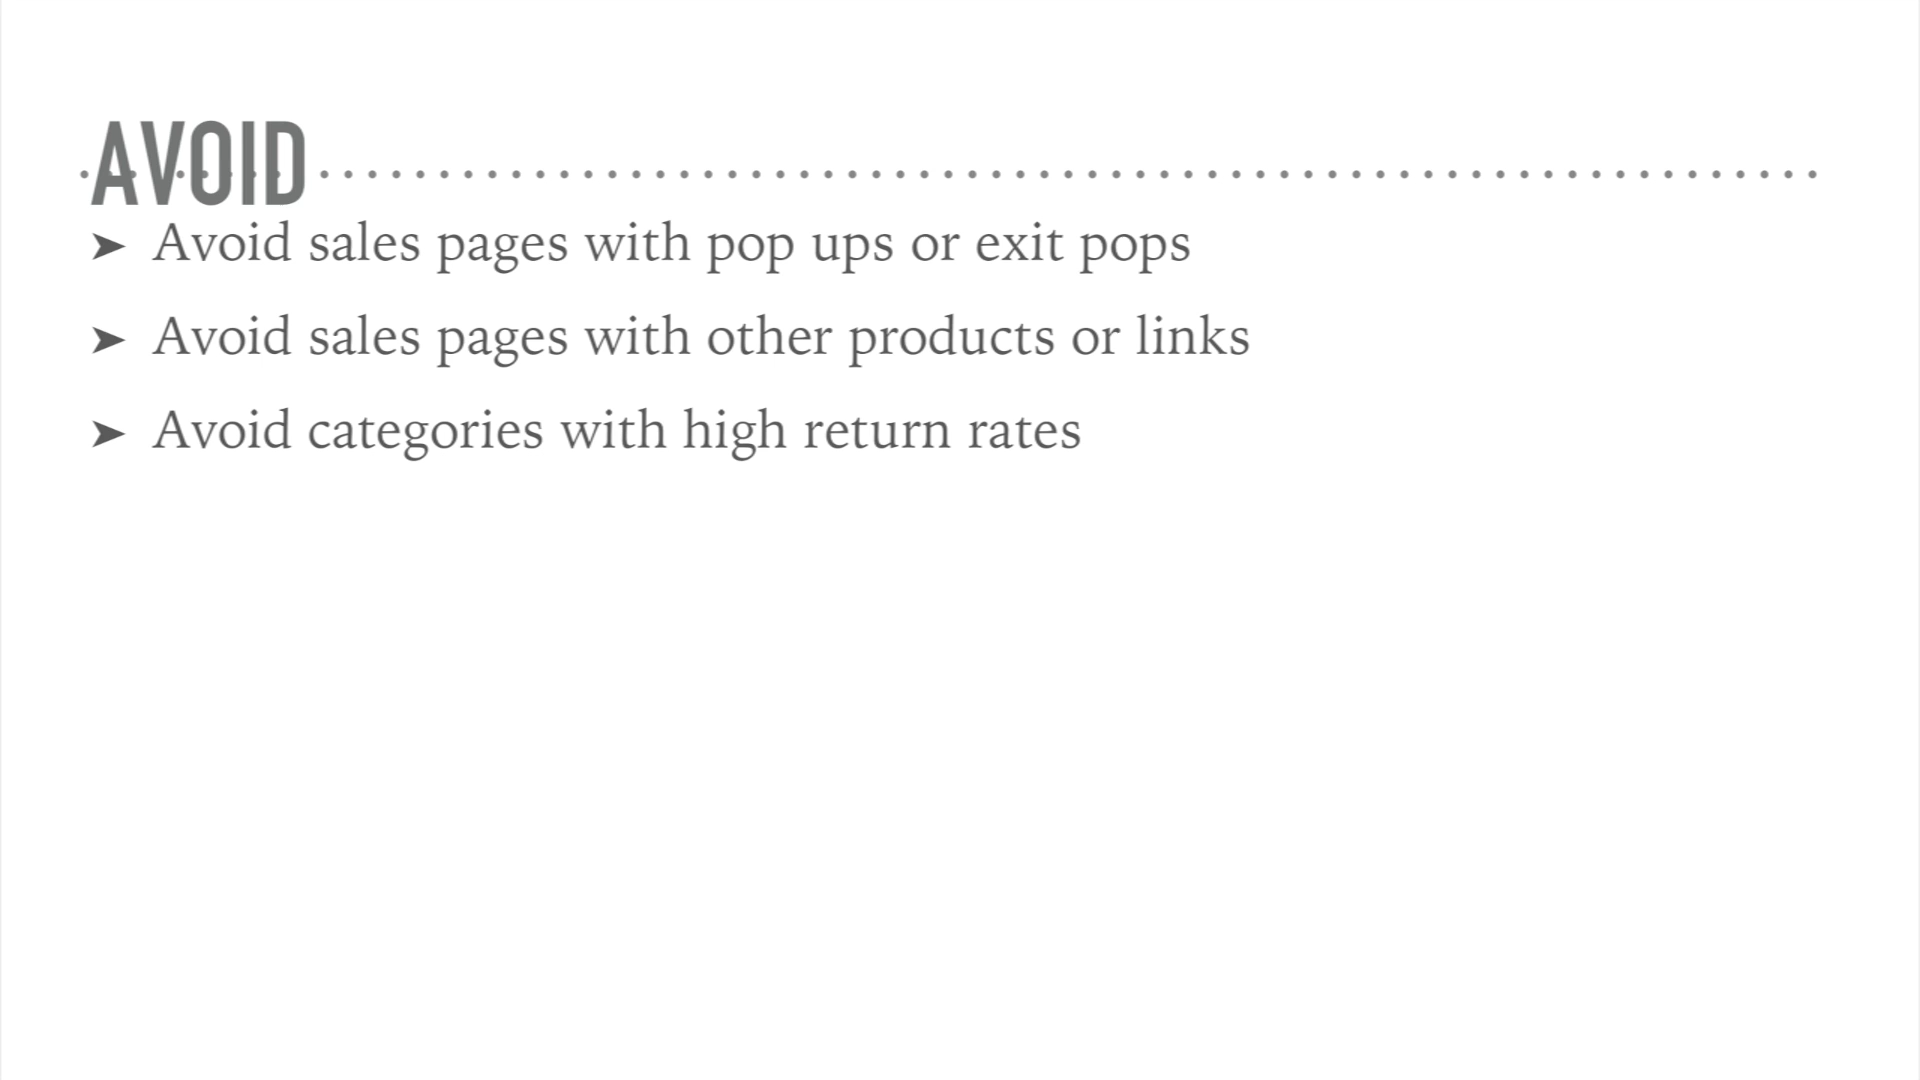 AVOID
➤ Avoid sales pages with pop ups or exit pops
➤ Avoid sales pages with other products or links
➤ Avoid categories with high return rates